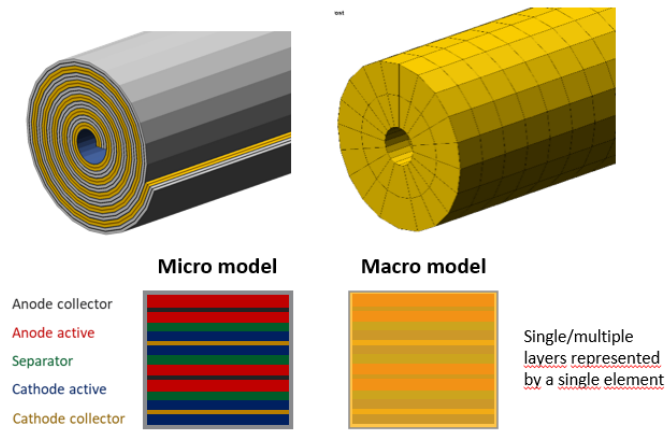 Micro model
Macro model
Anode collector
Anode active
Separator
Cathode active
Cathode collector
Single/multiple
layers represented
by a single element